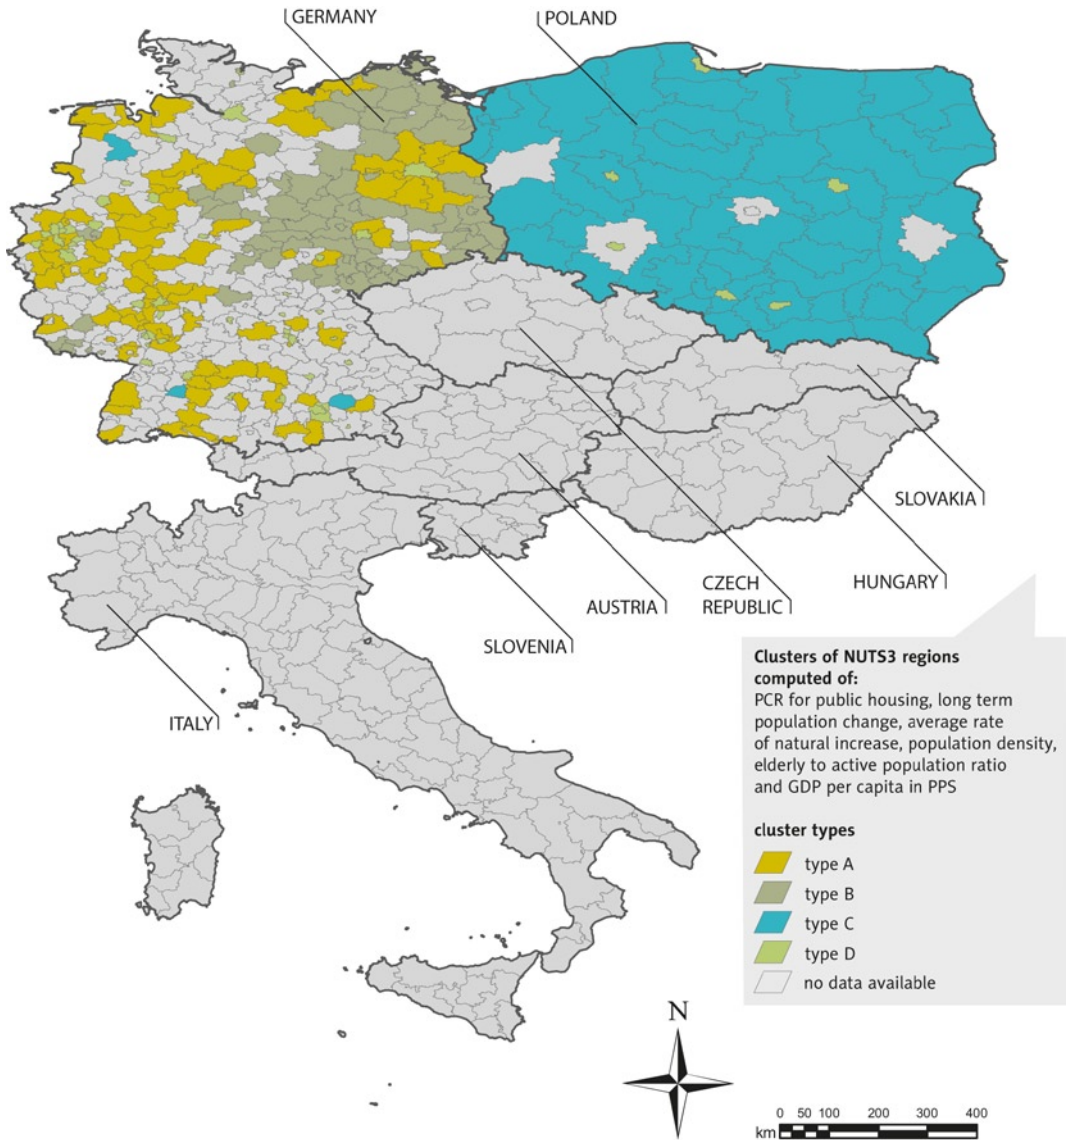 GERMANY
POLAND
SLOVAKIA
HUNGARY
CZECH
REPUBLIC
AUSTRIA
SLOVENIA
ITALY
Clusters of NUTS3 regions
computed of:
PCR for public housing, long term
population change, average rate
of natural increase, population density,
elderly to active population ratio
and GDP per capita in PPS
cluster types
type A
type B
type C
type D
no data available
N
0 50 100 200 300 400
km